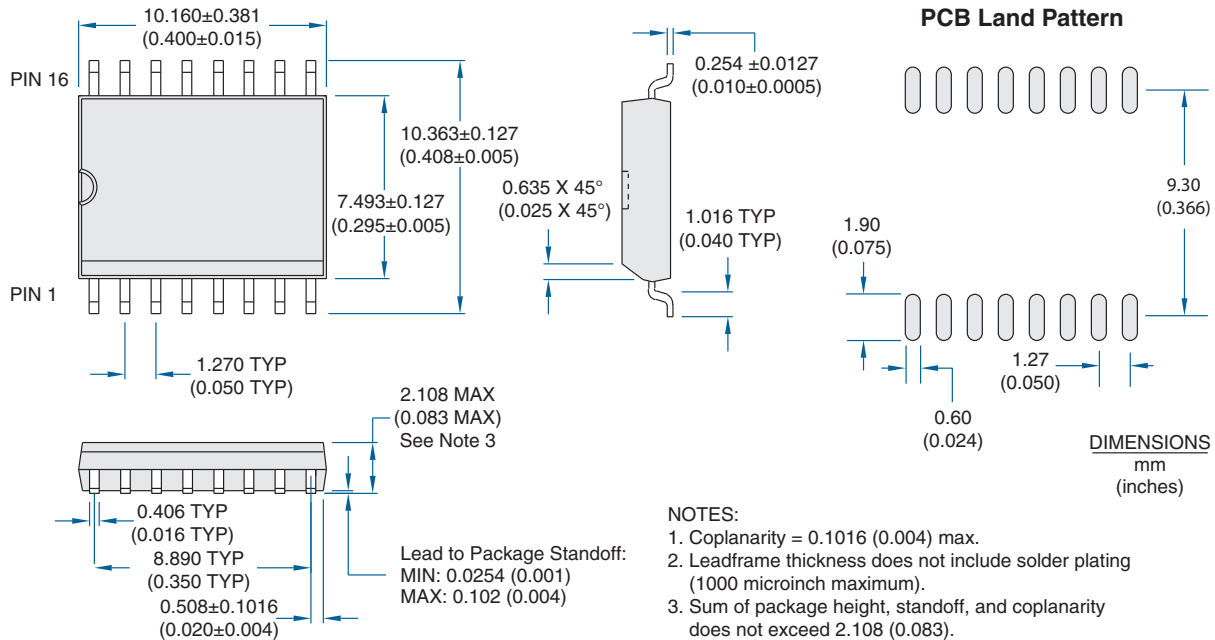 10.160±0.381
(0.400±0.015)
PIN 16
10.363±0.127
(0.408±0.005)
7.493±0.127
(0.295±0.005)
PIN 1
1.270 TYP
(0.050 TYP)
0.254 ±0.0127
(0.010±0.0005)
0.635 X 45°
(0.025 X 45°)
1.016 TYP
(0.040 TYP)
PCB Land Pattern
9.30
(0.366)
1.90
(0.075)
1.27
(0.050)
0.60
(0.024)
2.108 MAX
(0.083 MAX)
See Note 3
0.406 TYP
(0.016 TYP)
8.890 TYP
(0.350 TYP)
0.508±0.1016
(0.020±0.004)
Lead to Package Standoff:
MIN: 0.0254 (0.001)
MAX: 0.102 (0.004)
DIMENSIONS
mm
(inches)
NOTES:
1. Coplanarity = 0.1016 (0.004) max.
2. Leadframe thickness does not include solder plating
(1000 microinch maximum).
3. Sum of package height, standoff, and coplanarity
does not exceed 2.108 (0.083).